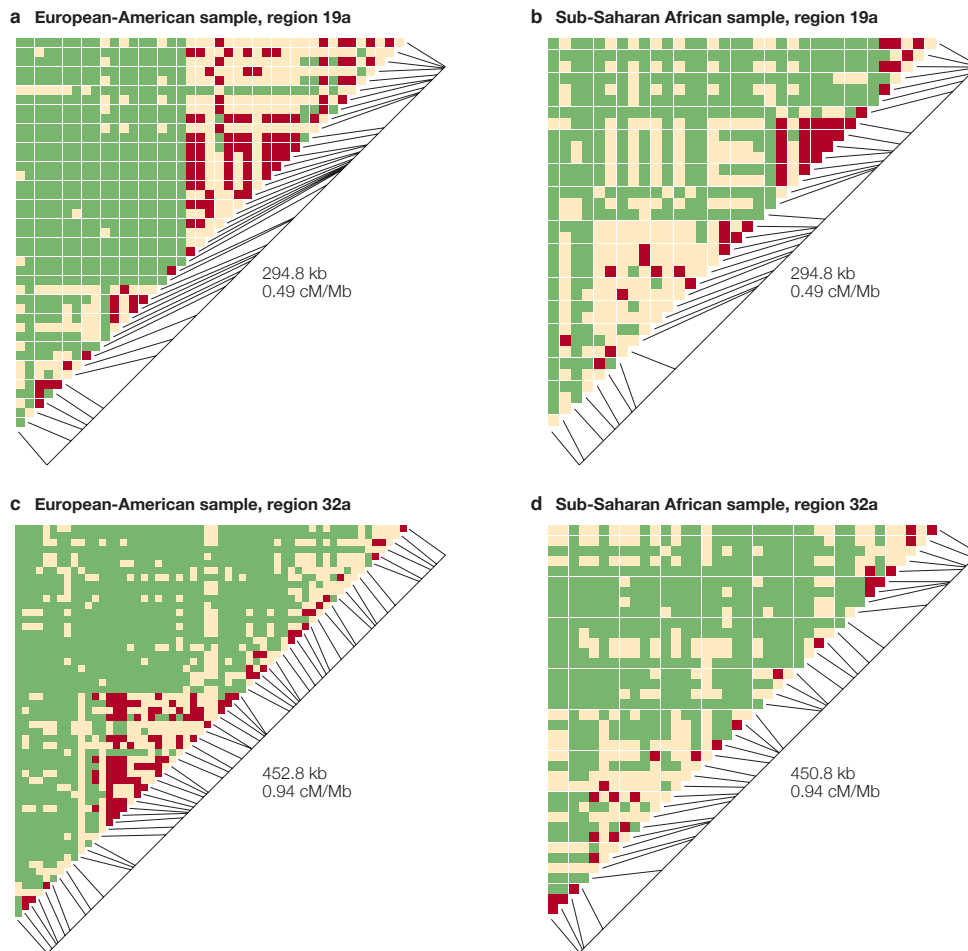 a European-American sample, region 19a
294.8 kb
0.49 cM/Mb
b Sub-Saharan African sample, region 19a
294.8 kb
0.49 cM/Mb
c European-American sample, region 32a
452.8 kb
0.94 cM/Mb
d Sub-Saharan African sample, region 32a
450.8 kb
0.94 cM/Mb